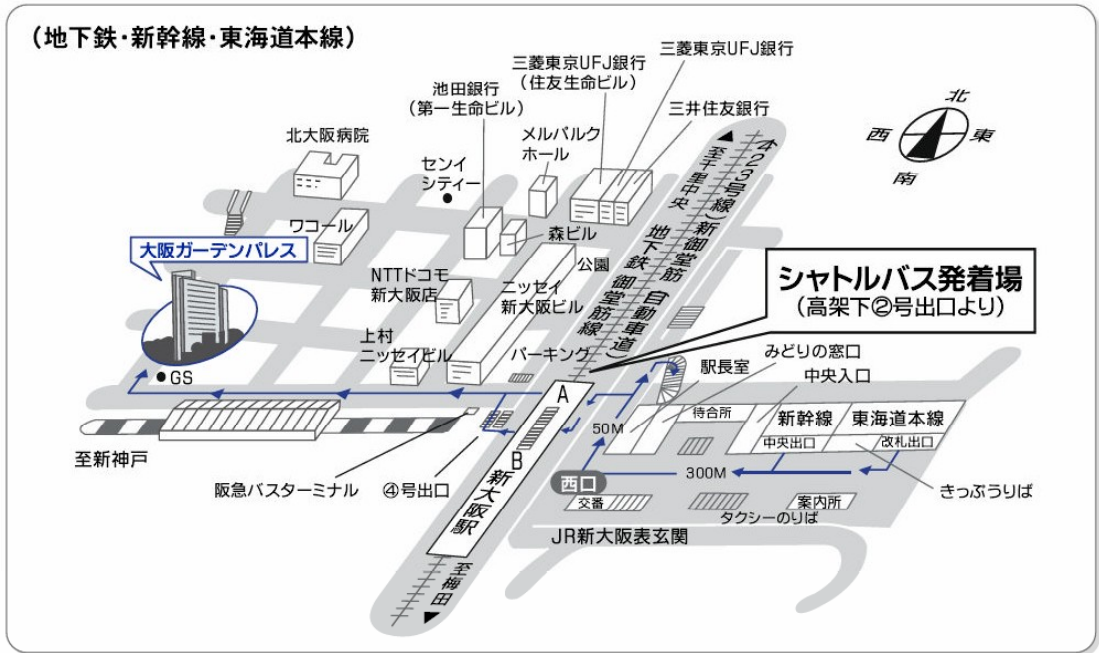 (地下鉄・新幹線・東海道本線)
三菱東京UFJ銀行
三菱東京UFJ銀行
(住友生命ビル)
池田銀行
(第一生命ビル)
三井住友銀行
北
西
東
南
北大阪病院
メルパルク
ホール
センイ
シティー
ワコール
森ビル
大阪ガーデンパレス
公園
NTTドコモ
新大阪店
ニッセイ
新大阪ビル
至千里中央
423号線)新御堂筋(自動車道)
地下鉄 御堂筋線
シャトルバス発着場
(高架下②号出口より)
上村
ニッセイビル
パーキング
GS
みどりの窓口
駅長室
中央入口
A
待合所
新幹線
東海道本線
50M
中央出口
改札出口
B
新大阪駅
西口
300M
至新神戸
阪急バスターミナル
④号出口
きっぷうりば
交番
案内所
タクシーのりば
JR新大阪表玄関
至梅田